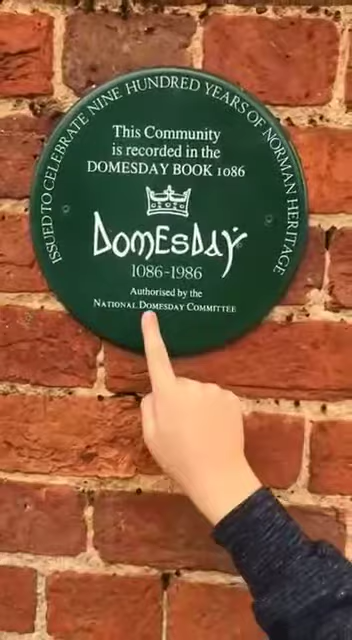 ISSUED TO CELEBRATE NINE HUNDRED YEARS OF NORMAN HERITAGE
This Community
is recorded in the
DOMESDAY BOOK 1086
DOMESDAY
1086-1986
Authorised by the
NATIONAL DOMESDAY COMMITTEE